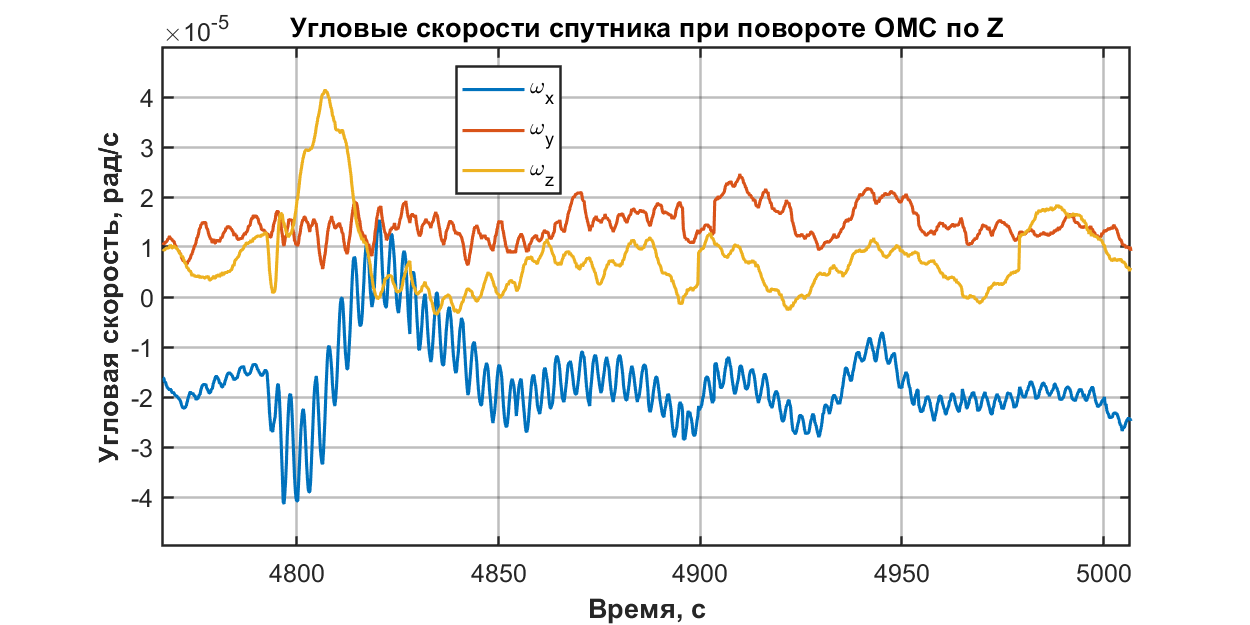 ×10-5
Угловые скорости спутника при повороте ОМС по Z
ωx
ωy
ωz
4
3
2
1
0
-1
-2
-3
-4
Угловая скорость, рад/с
4800 4850 4900 4950 5000
Время, с